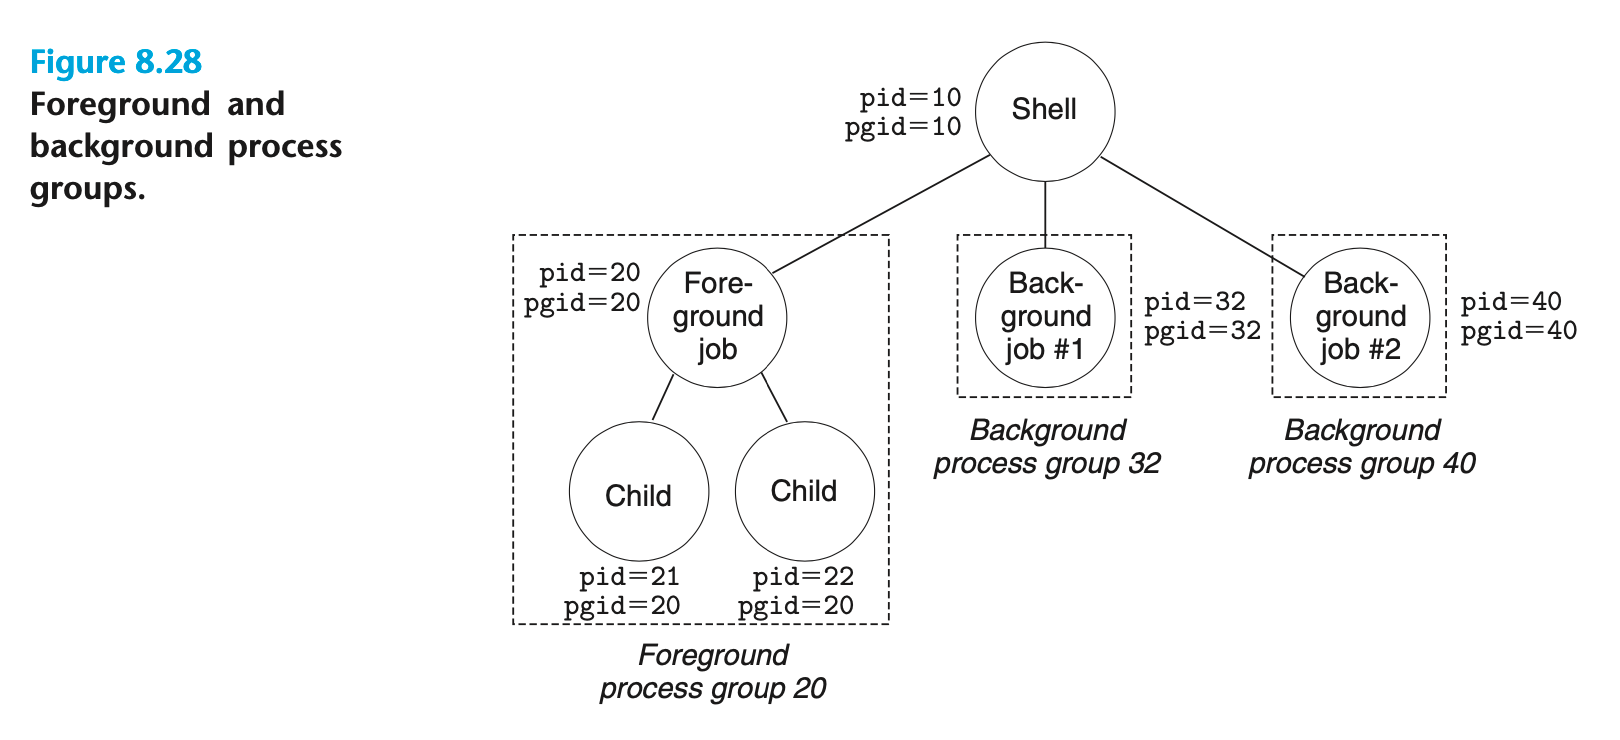 Figure 8.28
Foreground and
background process
groups.
pid=10
pgid=10
Shell
pid=20
pgid=20
Fore-
ground
job
Back-
ground
job #1
pid=32
pgid=32
Back-
ground
job #2
pid=40
pgid=40
Child
Child
pid=21
pgid=20
pid=22
pgid=20
Background
process group 32
Background
process group 40
Foreground
process group 20